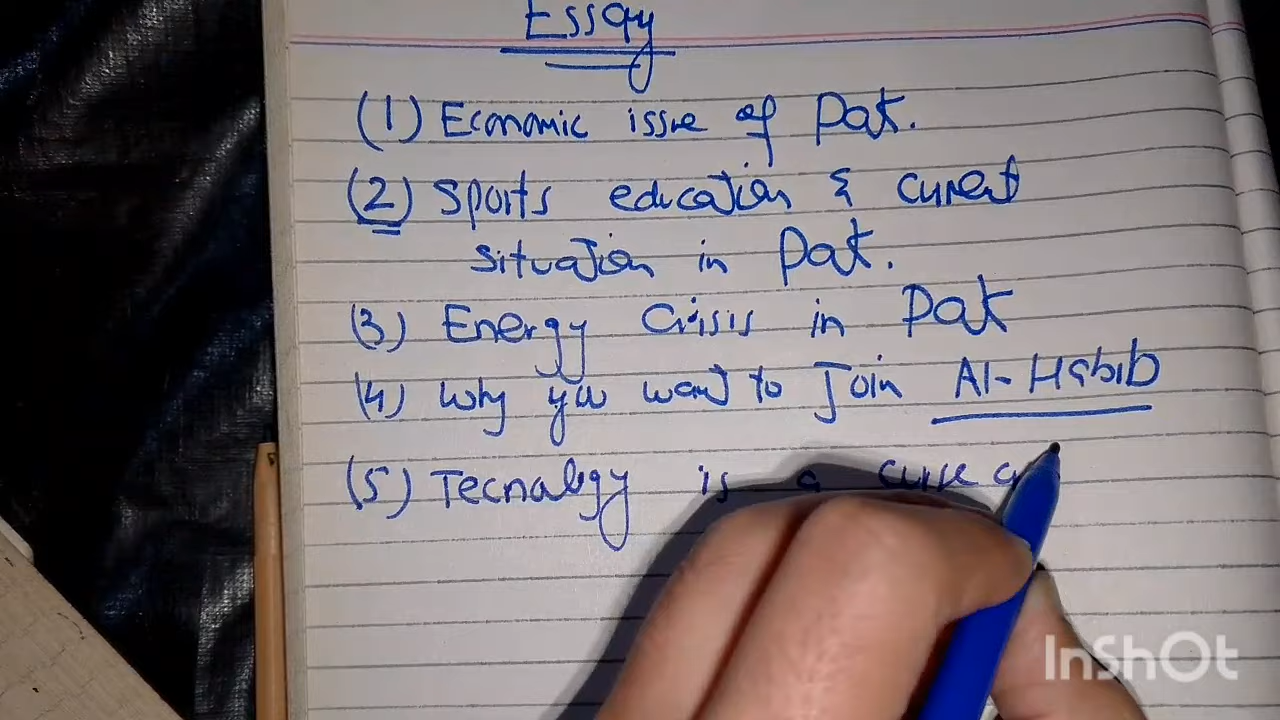 Essay
(1) Economic issue of Pak.
(2) Sports education & curent
situation in Pak.
(3) Energy Crisis in Pak
(4) Why you want to Join Al-Habib
(5) Tecnalogy is a curse
InShOt